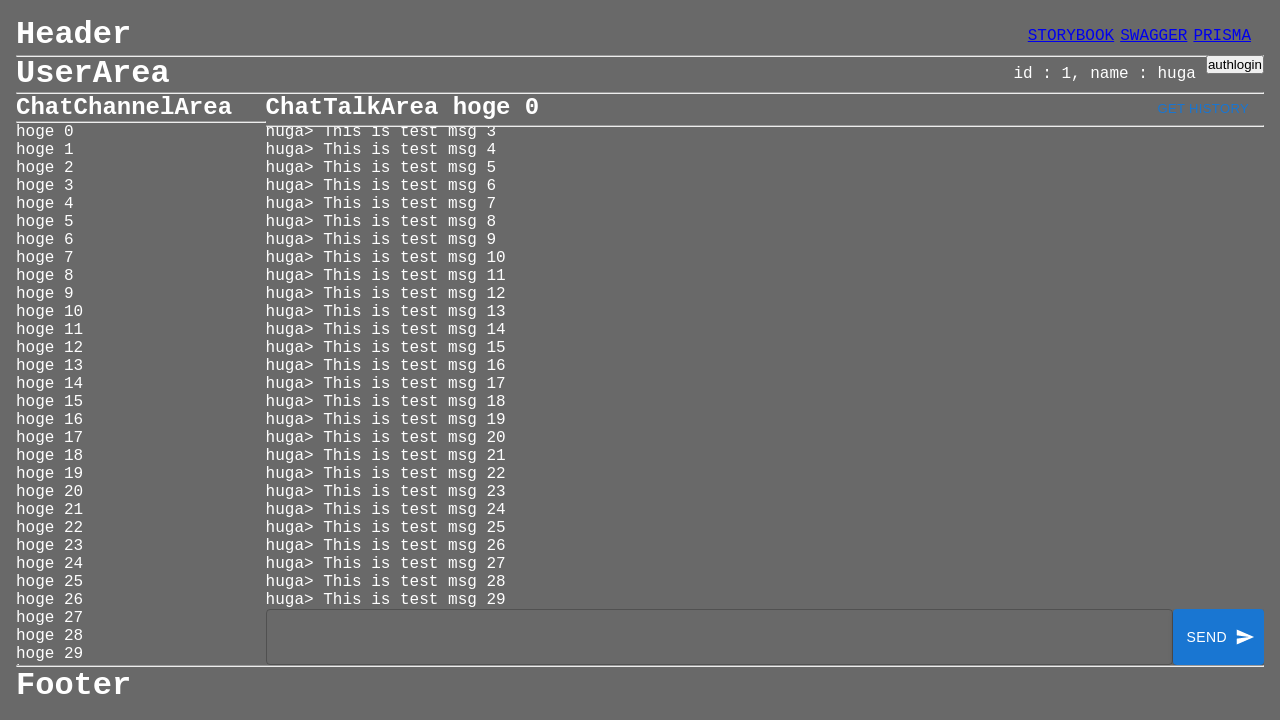 Header
STORYBOOK SWAGGER PRISMA
UserArea
id : 1, name : huga
authlogin
ChatChannelArea
hoge 0
hoge 1
hoge 2
hoge 3
hoge 4
hoge 5
hoge 6
hoge 7
hoge 8
hoge 9
hoge 10
hoge 11
hoge 12
hoge 13
hoge 14
hoge 15
hoge 16
hoge 17
hoge 18
hoge 19
hoge 20
hoge 21
hoge 22
hoge 23
hoge 24
hoge 25
hoge 26
hoge 27
hoge 28
hoge 29
ChatTalkArea hoge 0
GET HISTORY
huga> This is test msg 3
huga> This is test msg 4
huga> This is test msg 5
huga> This is test msg 6
huga> This is test msg 7
huga> This is test msg 8
huga> This is test msg 9
huga> This is test msg 10
huga> This is test msg 11
huga> This is test msg 12
huga> This is test msg 13
huga> This is test msg 14
huga> This is test msg 15
huga> This is test msg 16
huga> This is test msg 17
huga> This is test msg 18
huga> This is test msg 19
huga> This is test msg 20
huga> This is test msg 21
huga> This is test msg 22
huga> This is test msg 23
huga> This is test msg 24
huga> This is test msg 25
huga> This is test msg 26
huga> This is test msg 27
huga> This is test msg 28
huga> This is test msg 29
SEND
Footer